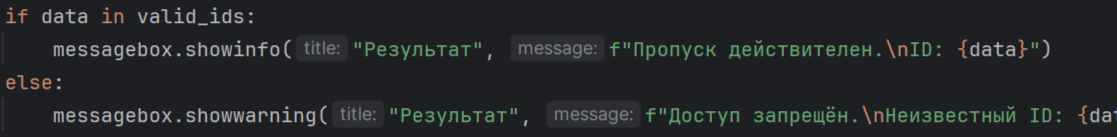 if data in valid_ids:
messagebox.showinfo( title: "Результат", message: f"Пропуск действителен.\nID: {data}")
else:
messagebox.showwarning( title: "Результат", message: f"Доступ запрещён.\nНеизвестный ID: {da